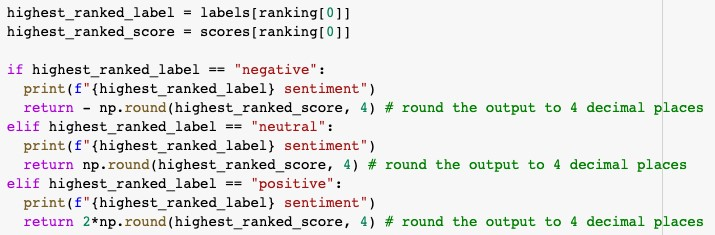 highest_ranked_label = labels[ranking[0]]
highest_ranked_score = scores[ranking[0]]

if highest_ranked_label == "negative":
  print(f"{highest_ranked_label} sentiment")
  return - np.round(highest_ranked_score, 4) # round the output to 4 decimal places
elif highest_ranked_label == "neutral":
  print(f"{highest_ranked_label} sentiment")
  return np.round(highest_ranked_score, 4) # round the output to 4 decimal places
elif highest_ranked_label == "positive":
  print(f"{highest_ranked_label} sentiment")
  return 2*np.round(highest_ranked_score, 4) # round the output to 4 decimal places